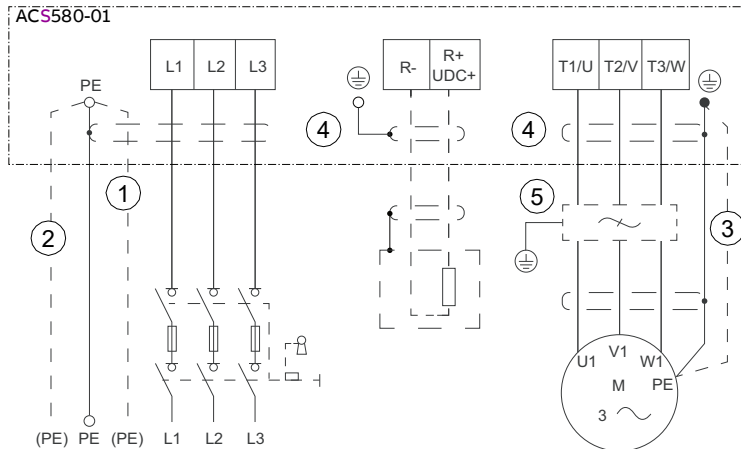 ACS580-01
PE
L1 L2 L3
R- R+
UDC+
T1/U T2/V T3/W
4
4
1
2
5
3
U1 V1 W1
M PE
3
(PE) PE (PE) L1 L2 L3